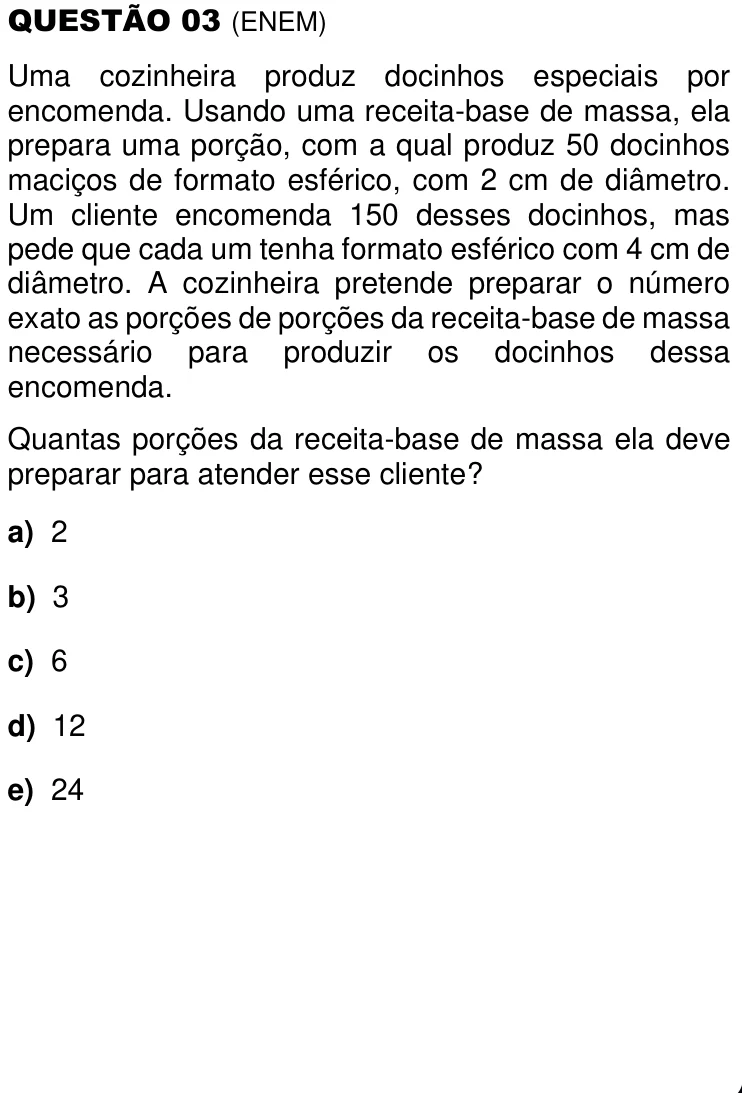 QUESTÃO 03 (ENEM)
Uma cozinheira produz docinhos especiais por
encomenda. Usando uma receita-base de massa, ela
prepara uma porção, com a qual produz 50 docinhos
maciços de formato esférico, com 2 cm de diâmetro.
Um cliente encomenda 150 desses docinhos, mas
pede que cada um tenha formato esférico com 4 cm de
diâmetro. A cozinheira pretende preparar o número
exato as porções de porções da receita-base de massa
necessário para produzir os docinhos dessa
encomenda.
Quantas porções da receita-base de massa ela deve
preparar para atender esse cliente?
a) 2
b) 3
c) 6
d) 12
e) 24